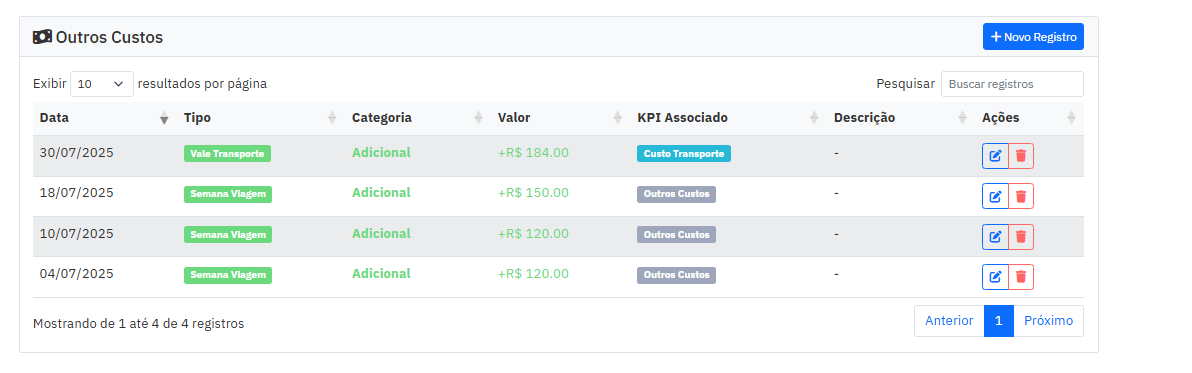 Outros Custos
+ Novo Registro
Exibir 10 resultados por página
Pesquisar Buscar registros
Data Tipo Categoria Valor KPI Associado Descrição Ações
30/07/2025 Vale Transporte Adicional +R$ 184.00 Custo Transporte -
18/07/2025 Semana Viagem Adicional +R$ 150.00 Outros Custos -
10/07/2025 Semana Viagem Adicional +R$ 120.00 Outros Custos -
04/07/2025 Semana Viagem Adicional +R$ 120.00 Outros Custos -
Mostrando de 1 até 4 de 4 registros
Anterior 1 Próximo